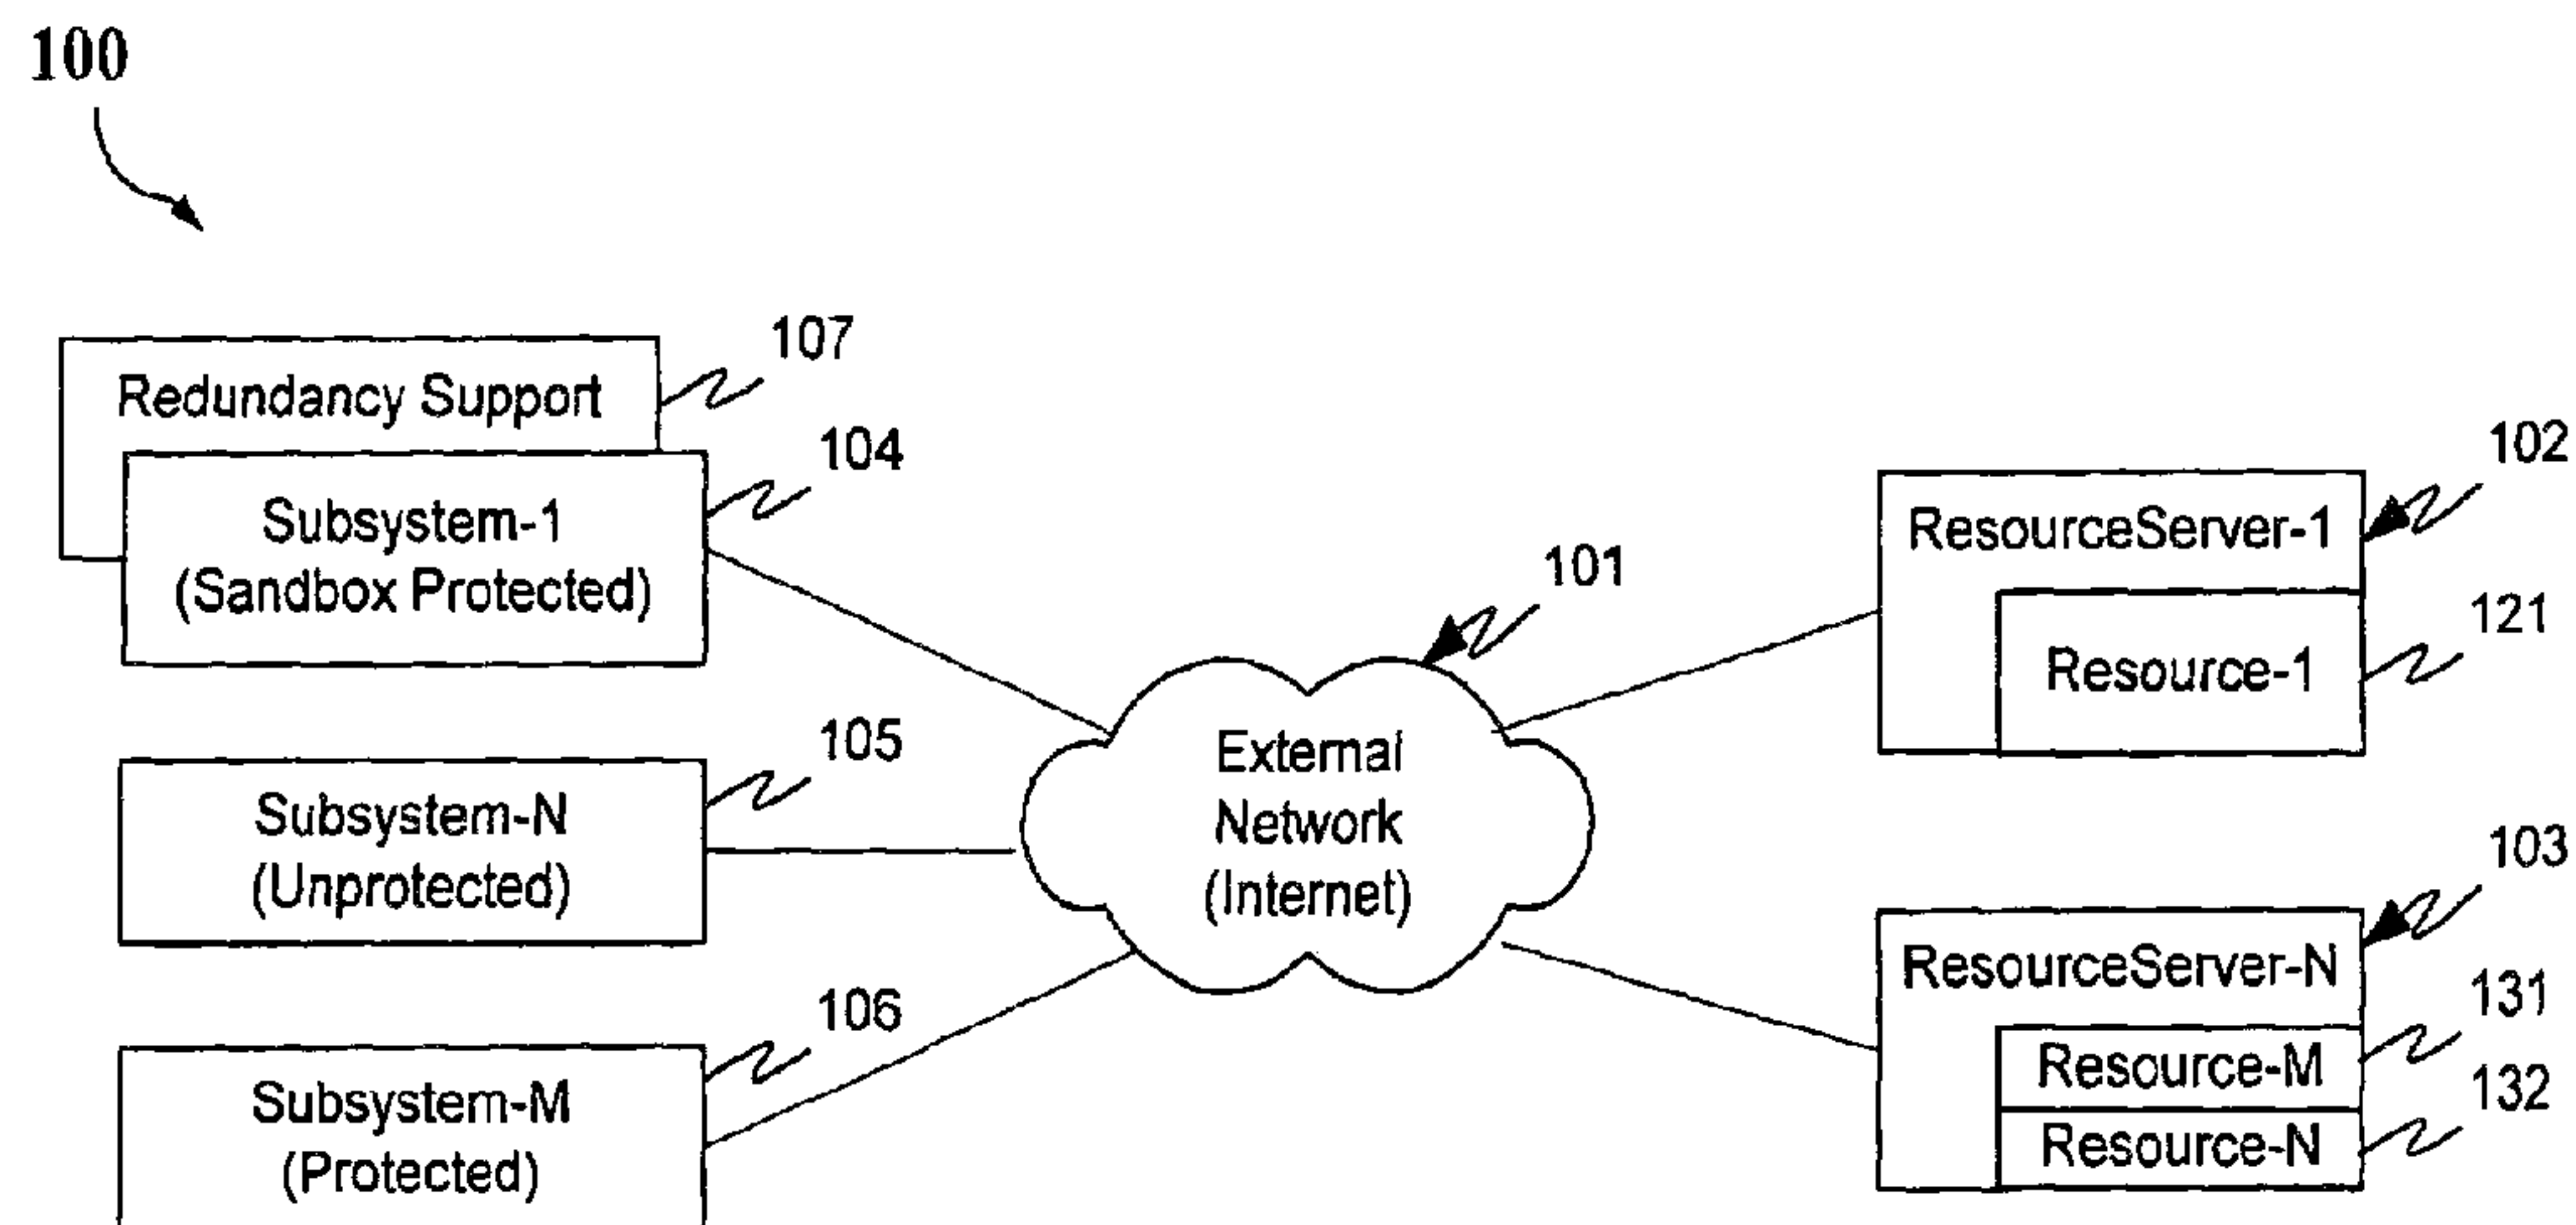 100
107
Redundancy Support
104
Subsystem-1
(Sandbox Protected)
105
Subsystem-N
(Unprotected)
106
Subsystem-M
(Protected)
101
External
Network
(Internet)
102
ResourceServer-1
121
Resource-1
103
ResourceServer-N
131
Resource-M
132
Resource-N